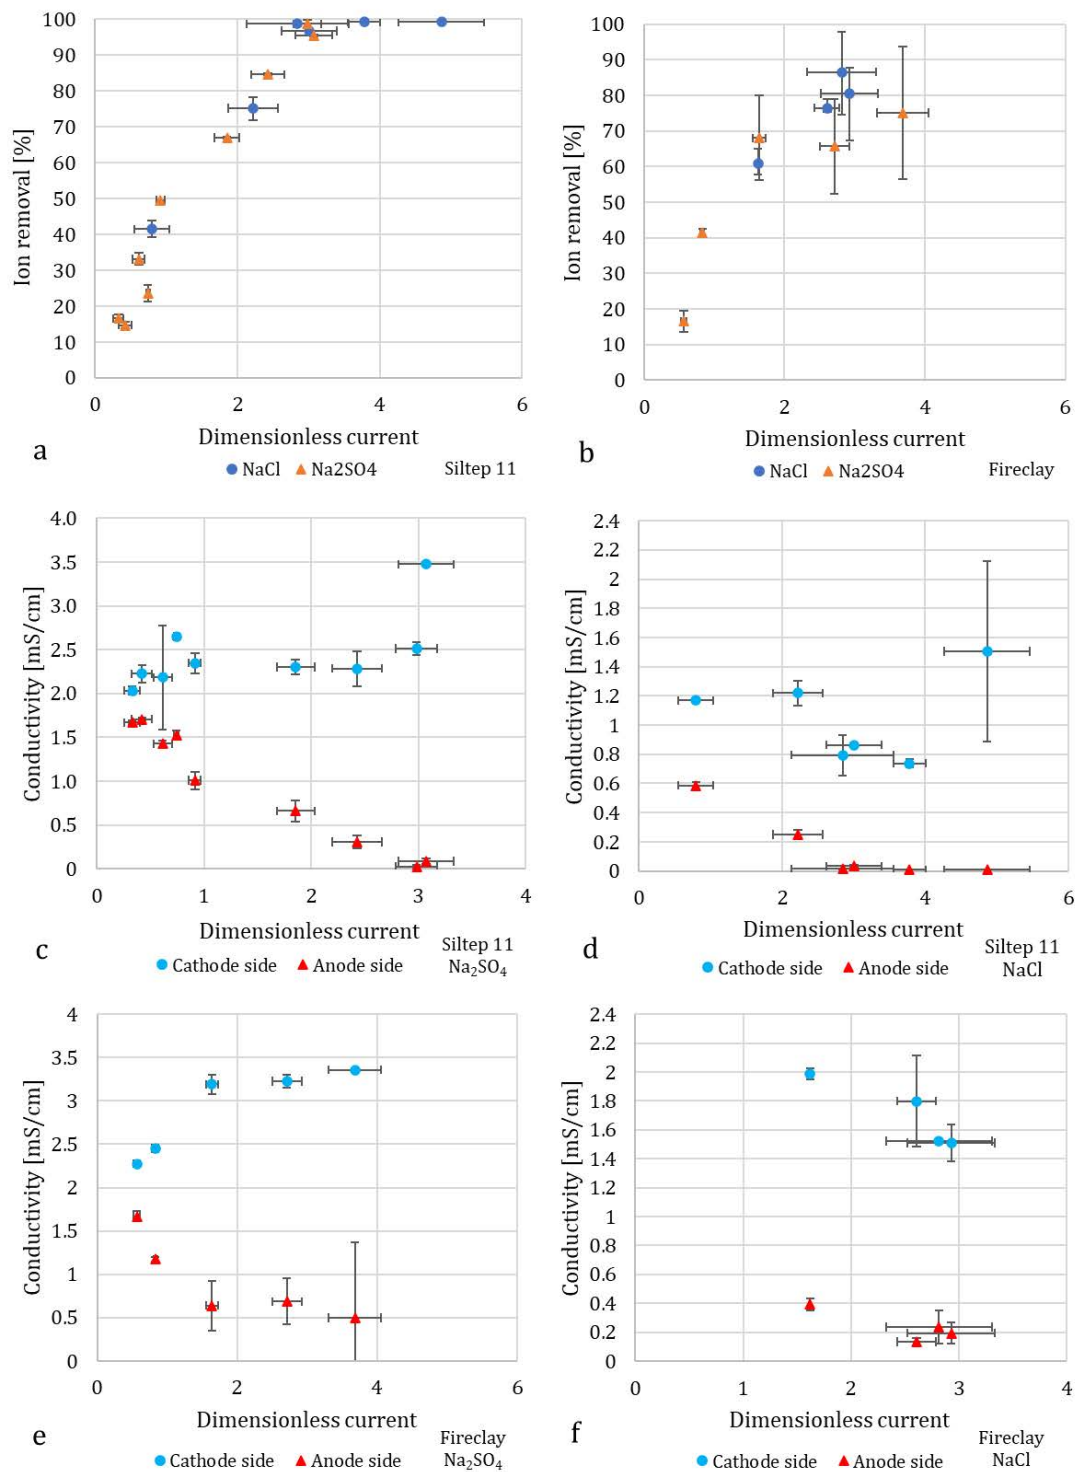 Ion removal [%]
100
90
80
70
60
50
40
30
20
10
0
0 2 4 6
Dimensionless current
a
NaCl Na2SO4 Siltep 11
Ion removal [%]
100
90
80
70
60
50
40
30
20
10
0
0 2 4 6
Dimensionless current
b
NaCl Na2SO4 Fireclay
Conductivity [mS/cm]
4.0
3.5
3.0
2.5
2.0
1.5
1.0
0.5
0
0 1 2 3 4
Dimensionless current
c
Siltep 11
Cathode side Anode side Na₂SO₄
Conductivity [mS/cm]
2.4
2.2
2
1.8
1.6
1.4
1.2
1
0.8
0.6
0.4
0.2
0
0 2 4 6
Dimensionless current
d
Siltep 11
Cathode side Anode side NaCl
Conductivity [mS/cm]
4
3.5
3
2.5
2
1.5
1
0.5
0
0 2 4 6
Dimensionless current
e
Fireclay
Cathode side Anode side Na₂SO₄
Conductivity [mS/cm]
2.4
2.2
2
1.8
1.6
1.4
1.2
1
0.8
0.6
0.4
0.2
0
0 1 2 3 4
Dimensionless current
f
Fireclay
Cathode side Anode side NaCl